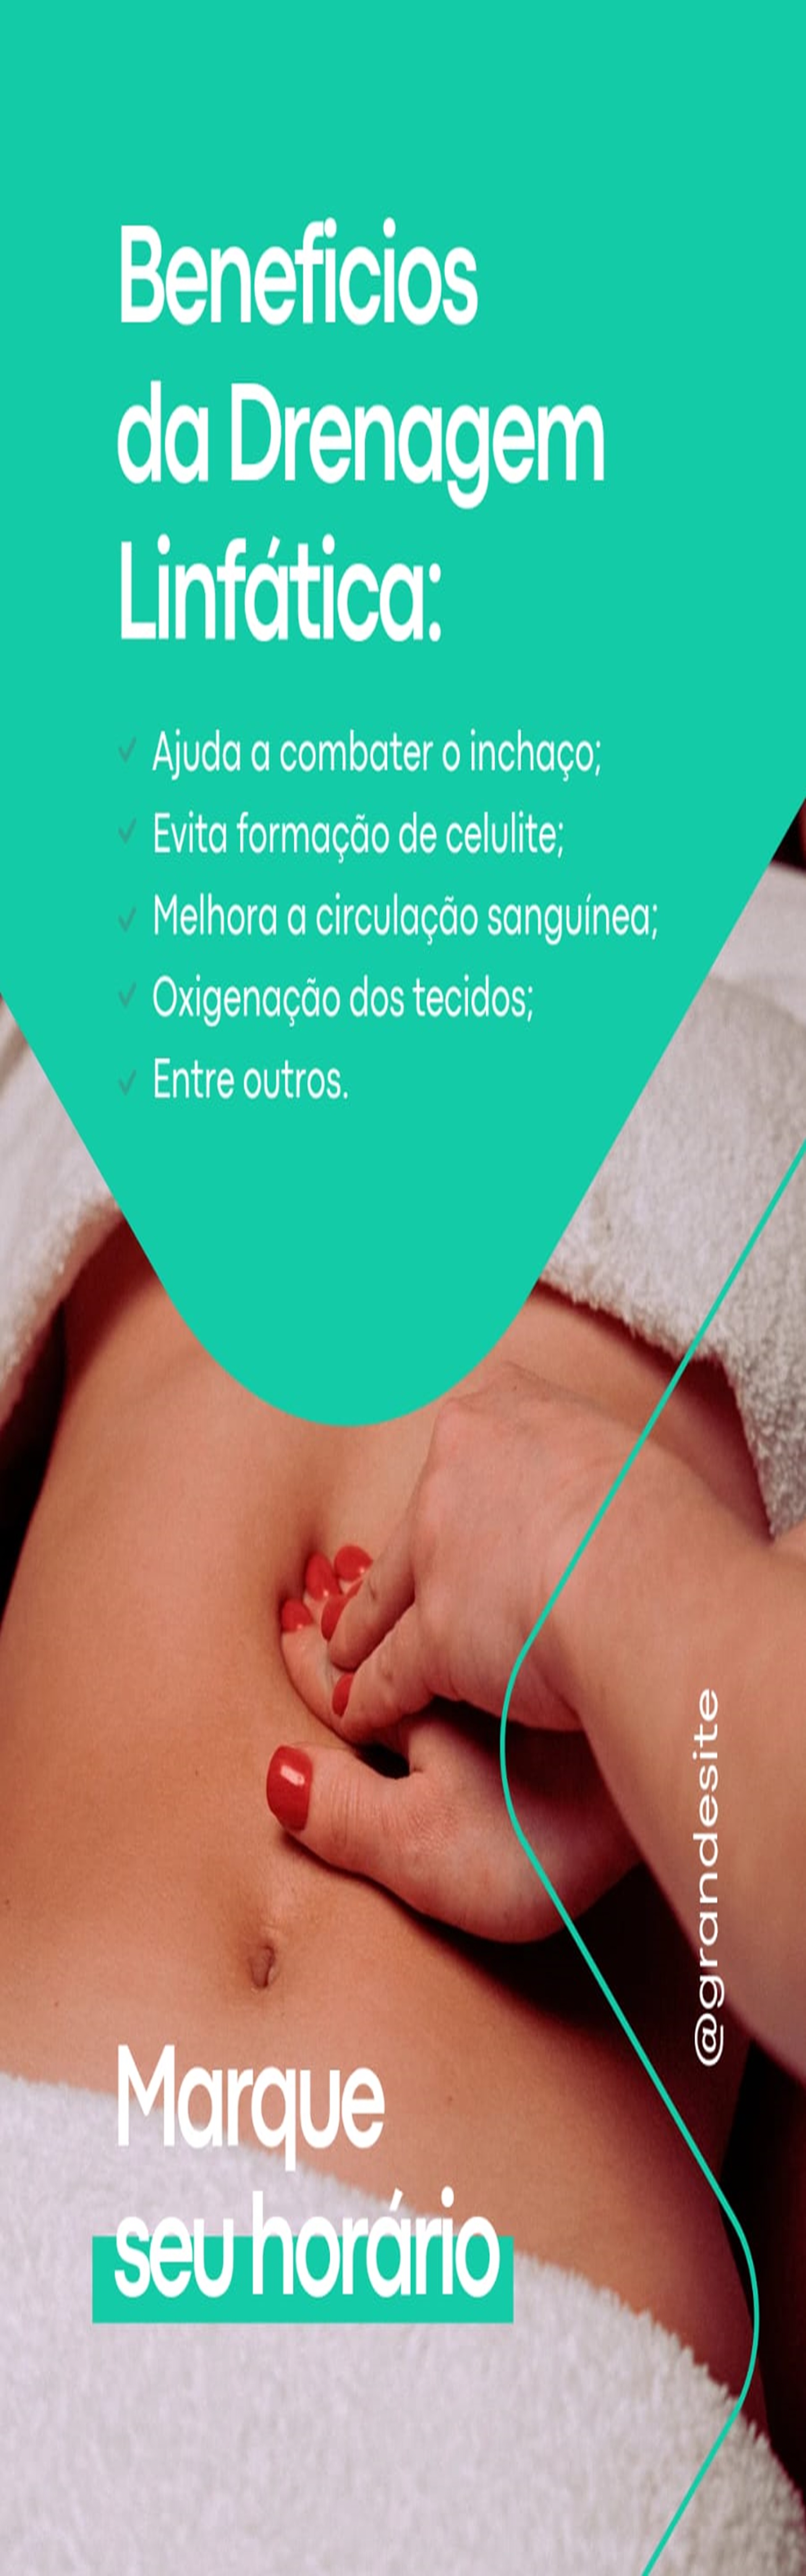 Beneficios
da Drenagem
Linfática:
Ajuda a combater o inchaço;
Evita formação de celulite;
Melhora a circulação sanguínea;
Oxigenação dos tecidos;
Entre outros.
@grandesite
Marque
seu horário